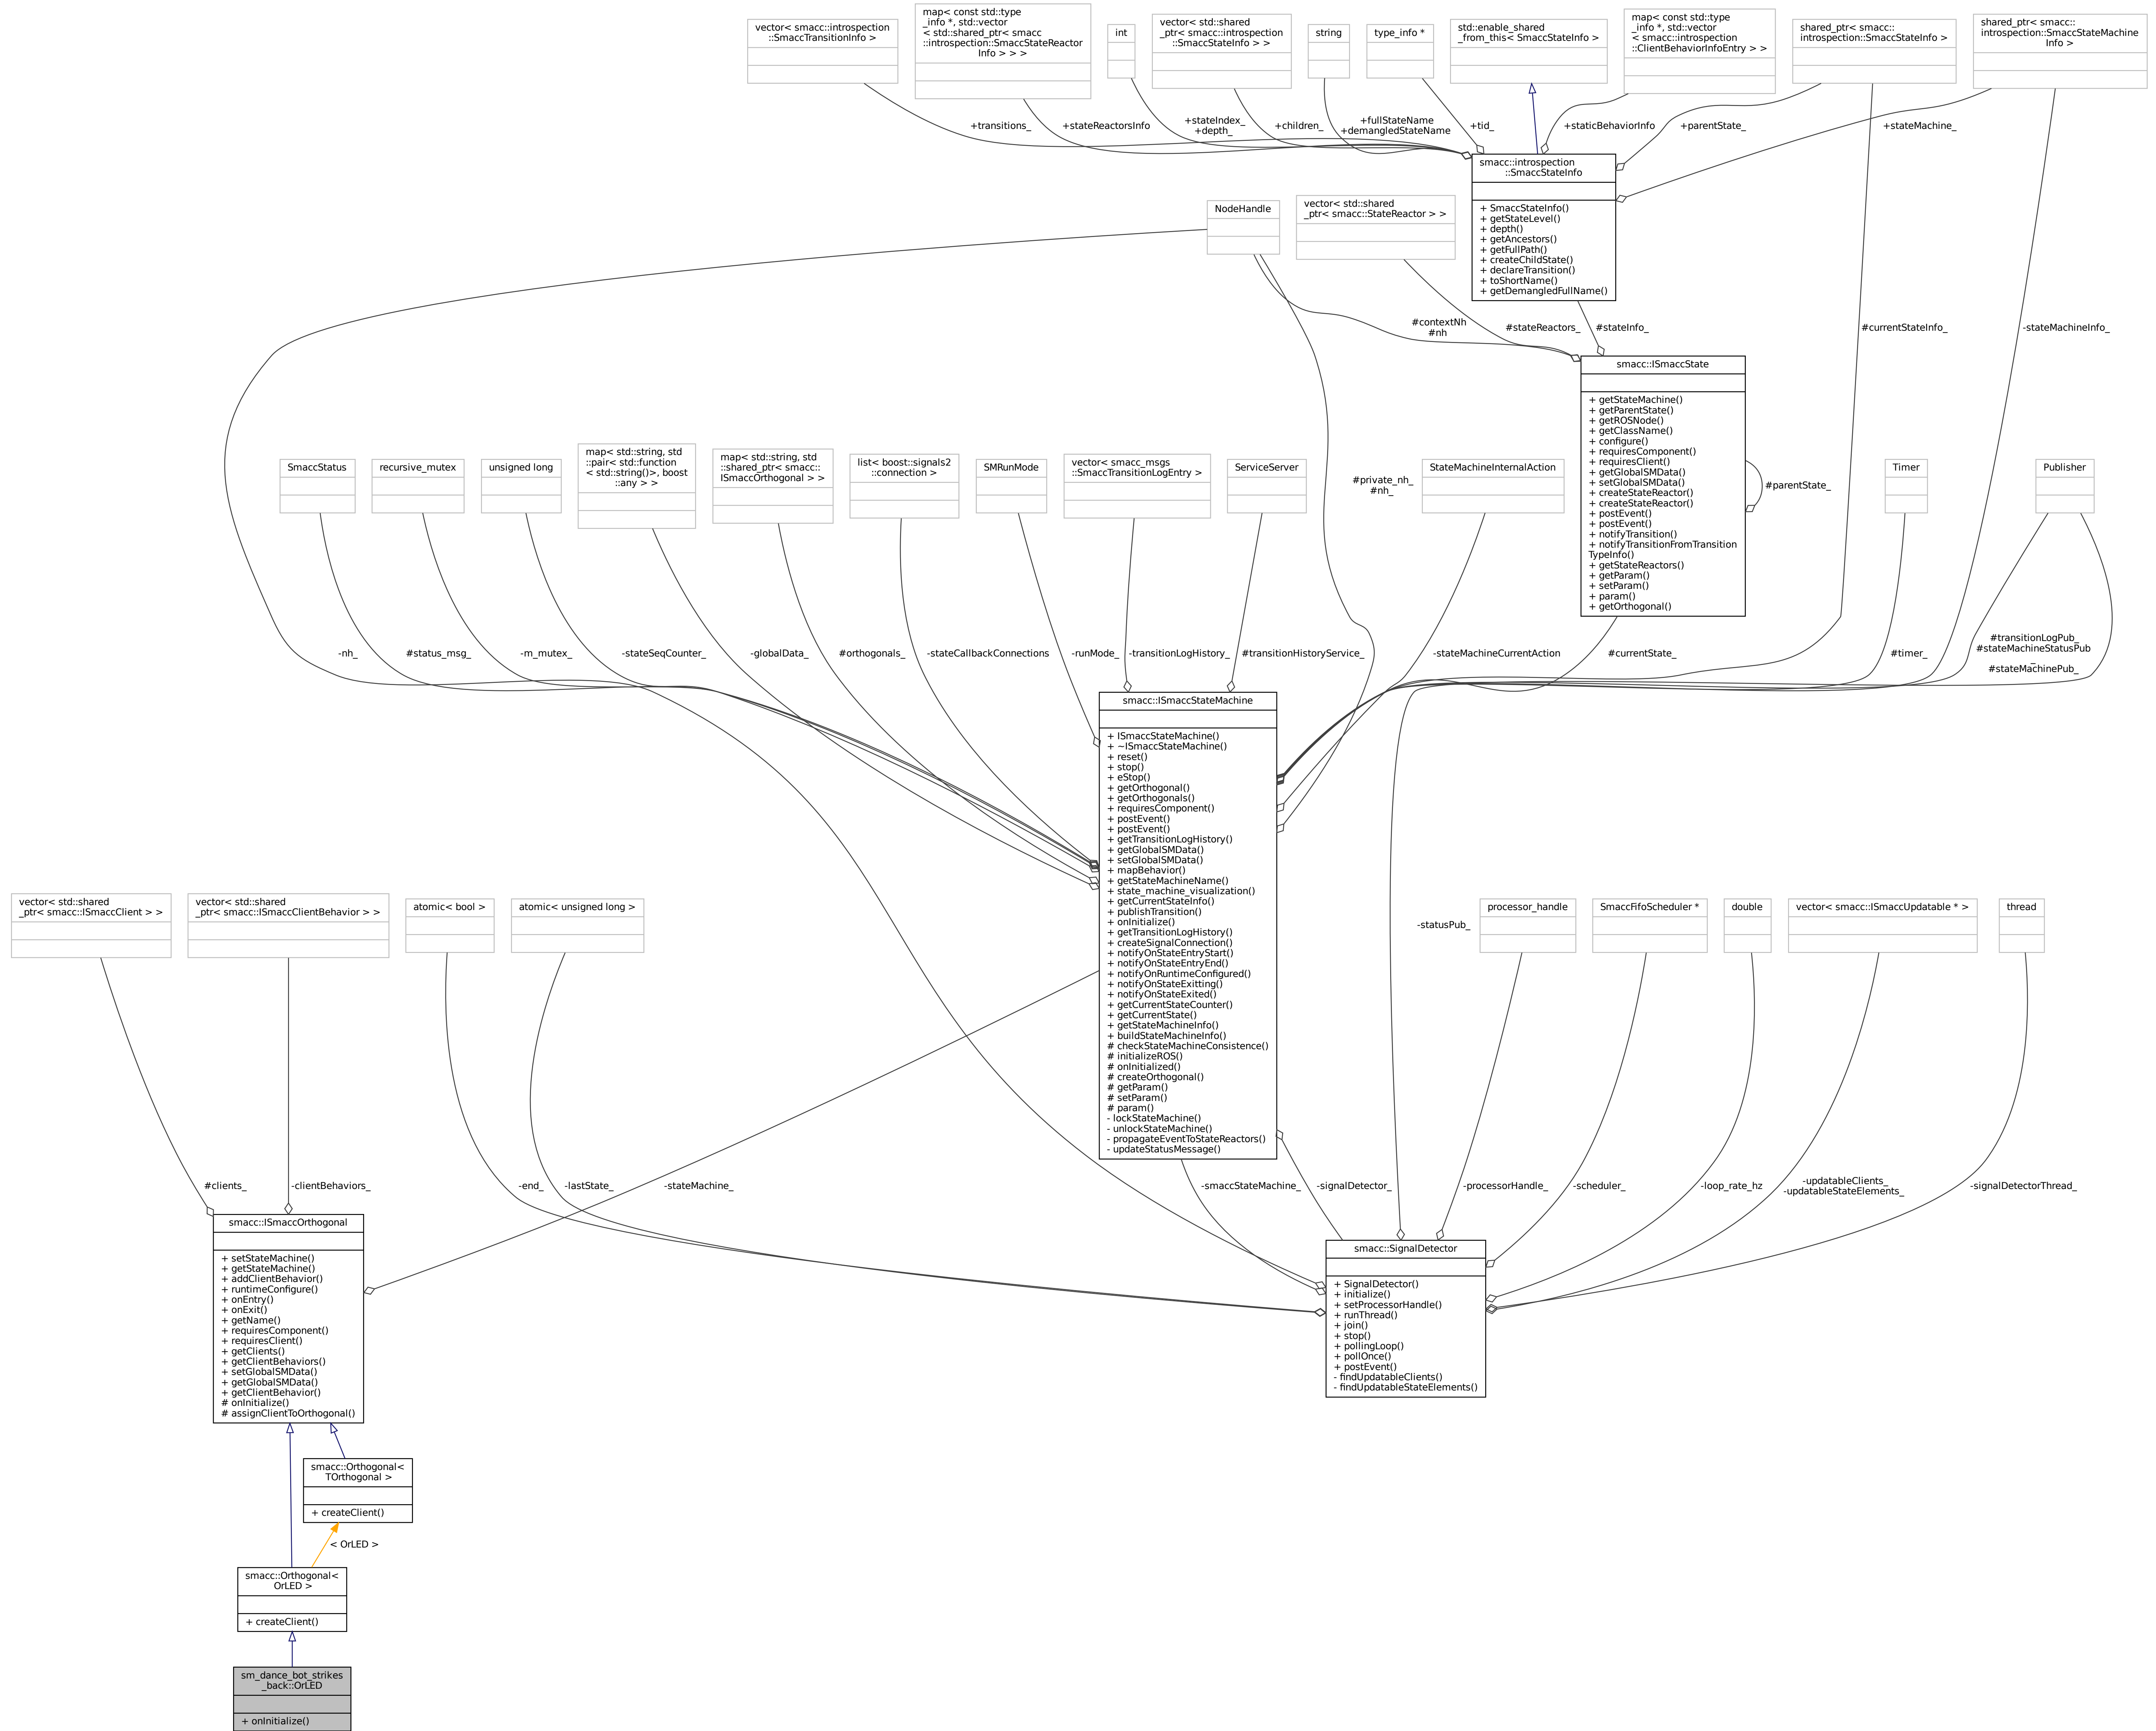 vector< smacc::introspection
::SmaccTransitionInfo >
map< const std::type
_info *, std::vector
< std::shared_ptr< smacc
::introspection::SmaccStateReactor
Info > > >
int
vector< std::shared
_ptr< smacc::introspection
::SmaccStateInfo > >
string
type_info *
std::enable_shared
_from_this< SmaccStateInfo >
map< const std::type
_info *, std::vector
< smacc::introspection
::ClientBehaviorInfoEntry > >
shared_ptr< smacc::
introspection::SmaccStateInfo >
shared_ptr< smacc::
introspection::SmaccStateMachine
Info >
+transitions_
+stateReactorsInfo
+stateIndex_
+depth_
+children_
+fullStateName
+demangledStateName
+tid_
+staticBehaviorInfo
+parentState_
+stateMachine_
smacc::introspection
::SmaccStateInfo
+ SmaccStateInfo()
+ getStateLevel()
+ depth()
+ getAncestors()
+ getFullPath()
+ createChildState()
+ declareTransition()
+ toShortName()
+ getDemangledFullName()
NodeHandle
vector< std::shared
_ptr< smacc::StateReactor > >
#contextNh
#nh
#stateReactors_
#stateInfo_
#currentStateInfo_
-stateMachineInfo_
smacc::ISmaccState
+ getStateMachine()
+ getParentState()
+ getROSNode()
+ getClassName()
+ configure()
+ requiresComponent()
+ requiresClient()
+ getGlobalSMData()
+ setGlobalSMData()
+ createStateReactor()
+ createStateReactor()
+ postEvent()
+ postEvent()
+ notifyTransition()
+ notifyTransitionFromTransition
TypeInfo()
+ getStateReactors()
+ getParam()
+ setParam()
+ param()
+ getOrthogonal()
#parentState_
SmaccStatus
recursive_mutex
unsigned long
map< std::string, std
::pair< std::function
< std::string()>, boost
::any > >
map< std::string, std
::shared_ptr< smacc::
ISmaccOrthogonal > >
list< boost::signals2
::connection >
SMRunMode
vector< smacc_msgs
::SmaccTransitionLogEntry >
ServiceServer
#private_nh_
#nh_
StateMachineInternalAction
Timer
Publisher
-nh_
#status_msg_
-m_mutex_
-stateSeqCounter_
-globalData_
#orthogonals_
-stateCallbackConnections
-runMode_
-transitionLogHistory_
#transitionHistoryService_
-stateMachineCurrentAction
#currentState_
#timer_
#transitionLogPub_
#stateMachineStatusPub
_
#stateMachinePub_
smacc::ISmaccStateMachine
+ ISmaccStateMachine()
+ ~ISmaccStateMachine()
+ reset()
+ stop()
+ eStop()
+ getOrthogonal()
+ getOrthogonals()
+ requiresComponent()
+ postEvent()
+ postEvent()
+ getTransitionLogHistory()
+ getGlobalSMData()
+ setGlobalSMData()
+ mapBehavior()
+ getStateMachineName()
+ state_machine_visualization()
+ getCurrentStateInfo()
+ publishTransition()
+ onInitialize()
+ getTransitionLogHistory()
+ createSignalConnection()
+ notifyOnStateEntryStart()
+ notifyOnStateEntryEnd()
+ notifyOnRuntimeConfigured()
+ notifyOnStateExitting()
+ notifyOnStateExited()
+ getCurrentStateCounter()
+ getCurrentState()
+ getStateMachineInfo()
+ buildStateMachineInfo()
# checkStateMachineConsistence()
# initializeROS()
# onInitialized()
# createOrthogonal()
# getParam()
# setParam()
# param()
- lockStateMachine()
- unlockStateMachine()
- propagateEventToStateReactors()
- updateStatusMessage()
vector< std::shared
_ptr< smacc::ISmaccClient > >
vector< std::shared
_ptr< smacc::ISmaccClientBehavior > >
atomic< bool >
atomic< unsigned long >
-statusPub_
processor_handle
SmaccFifoScheduler *
double
vector< smacc::ISmaccUpdatable * >
thread
#clients_
-clientBehaviors_
-end_
-lastState_
-stateMachine_
-smaccStateMachine_
-signalDetector_
-processorHandle_
-scheduler_
-loop_rate_hz
-updatableClients_
-updatableStateElements_
-signalDetectorThread_
smacc::ISmaccOrthogonal
+ setStateMachine()
+ getStateMachine()
+ addClientBehavior()
+ runtimeConfigure()
+ onEntry()
+ onExit()
+ getName()
+ requiresComponent()
+ requiresClient()
+ getClients()
+ getClientBehaviors()
+ setGlobalSMData()
+ getGlobalSMData()
+ getClientBehavior()
# onInitialize()
# assignClientToOrthogonal()
smacc::SignalDetector
+ SignalDetector()
+ initialize()
+ setProcessorHandle()
+ runThread()
+ join()
+ stop()
+ pollingLoop()
+ pollOnce()
+ postEvent()
- findUpdatableClients()
- findUpdatableStateElements()
smacc::Orthogonal<
TOrthogonal >
+ createClient()
< OrLED >
smacc::Orthogonal<
OrLED >
+ createClient()
sm_dance_bot_strikes
_back::OrLED
+ onInitialize()